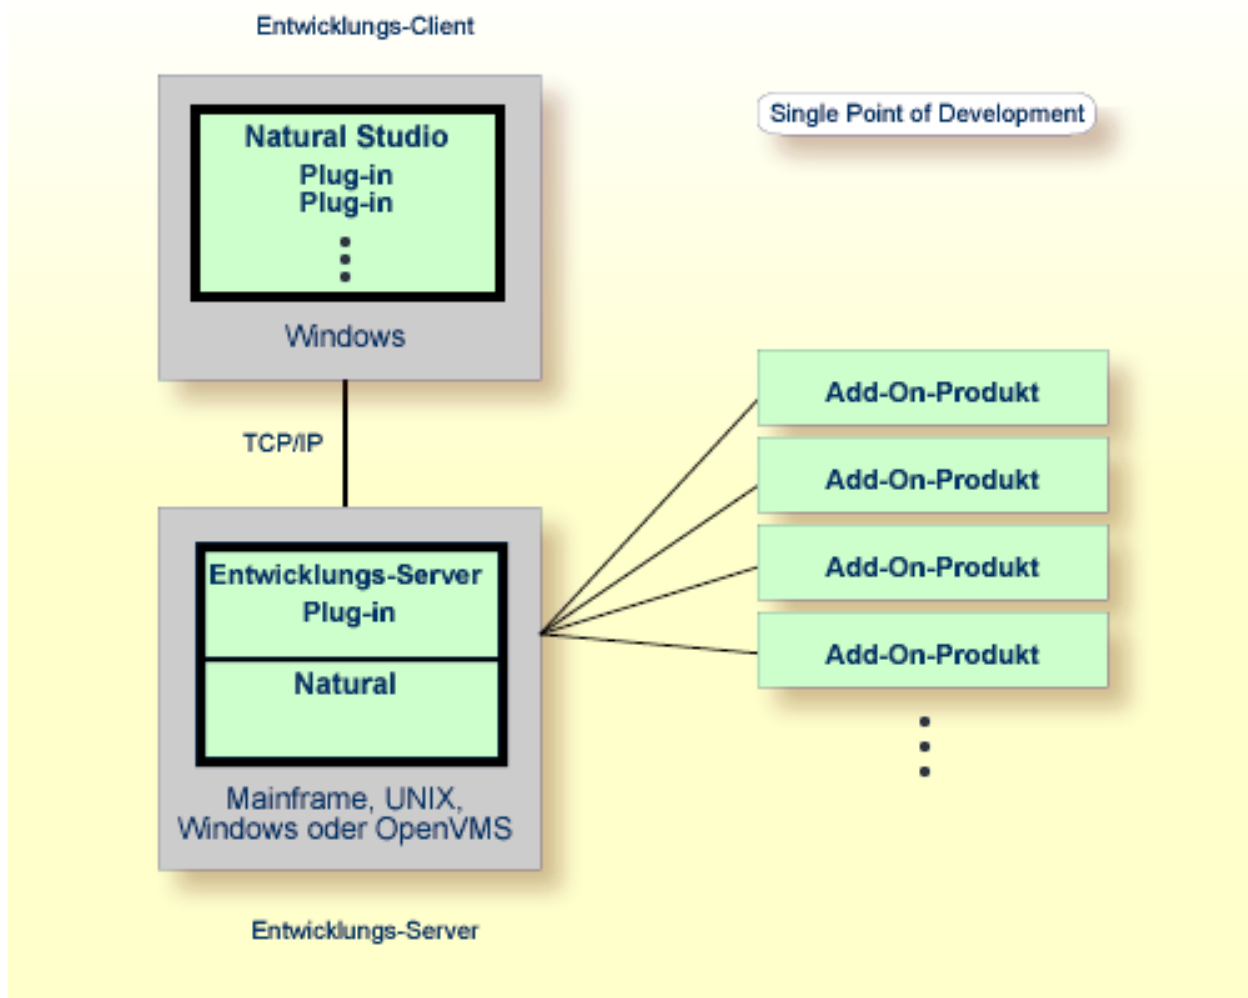 Entwicklungs-Client
Single Point of Development
Natural Studio
Plug-in
Plug-in
Windows
TCP/IP
Add-On-Produkt
Add-On-Produkt
Add-On-Produkt
Add-On-Produkt
Entwicklungs-Server
Plug-in
Natural
Mainframe, UNIX,
Windows oder OpenVMS
Entwicklungs-Server